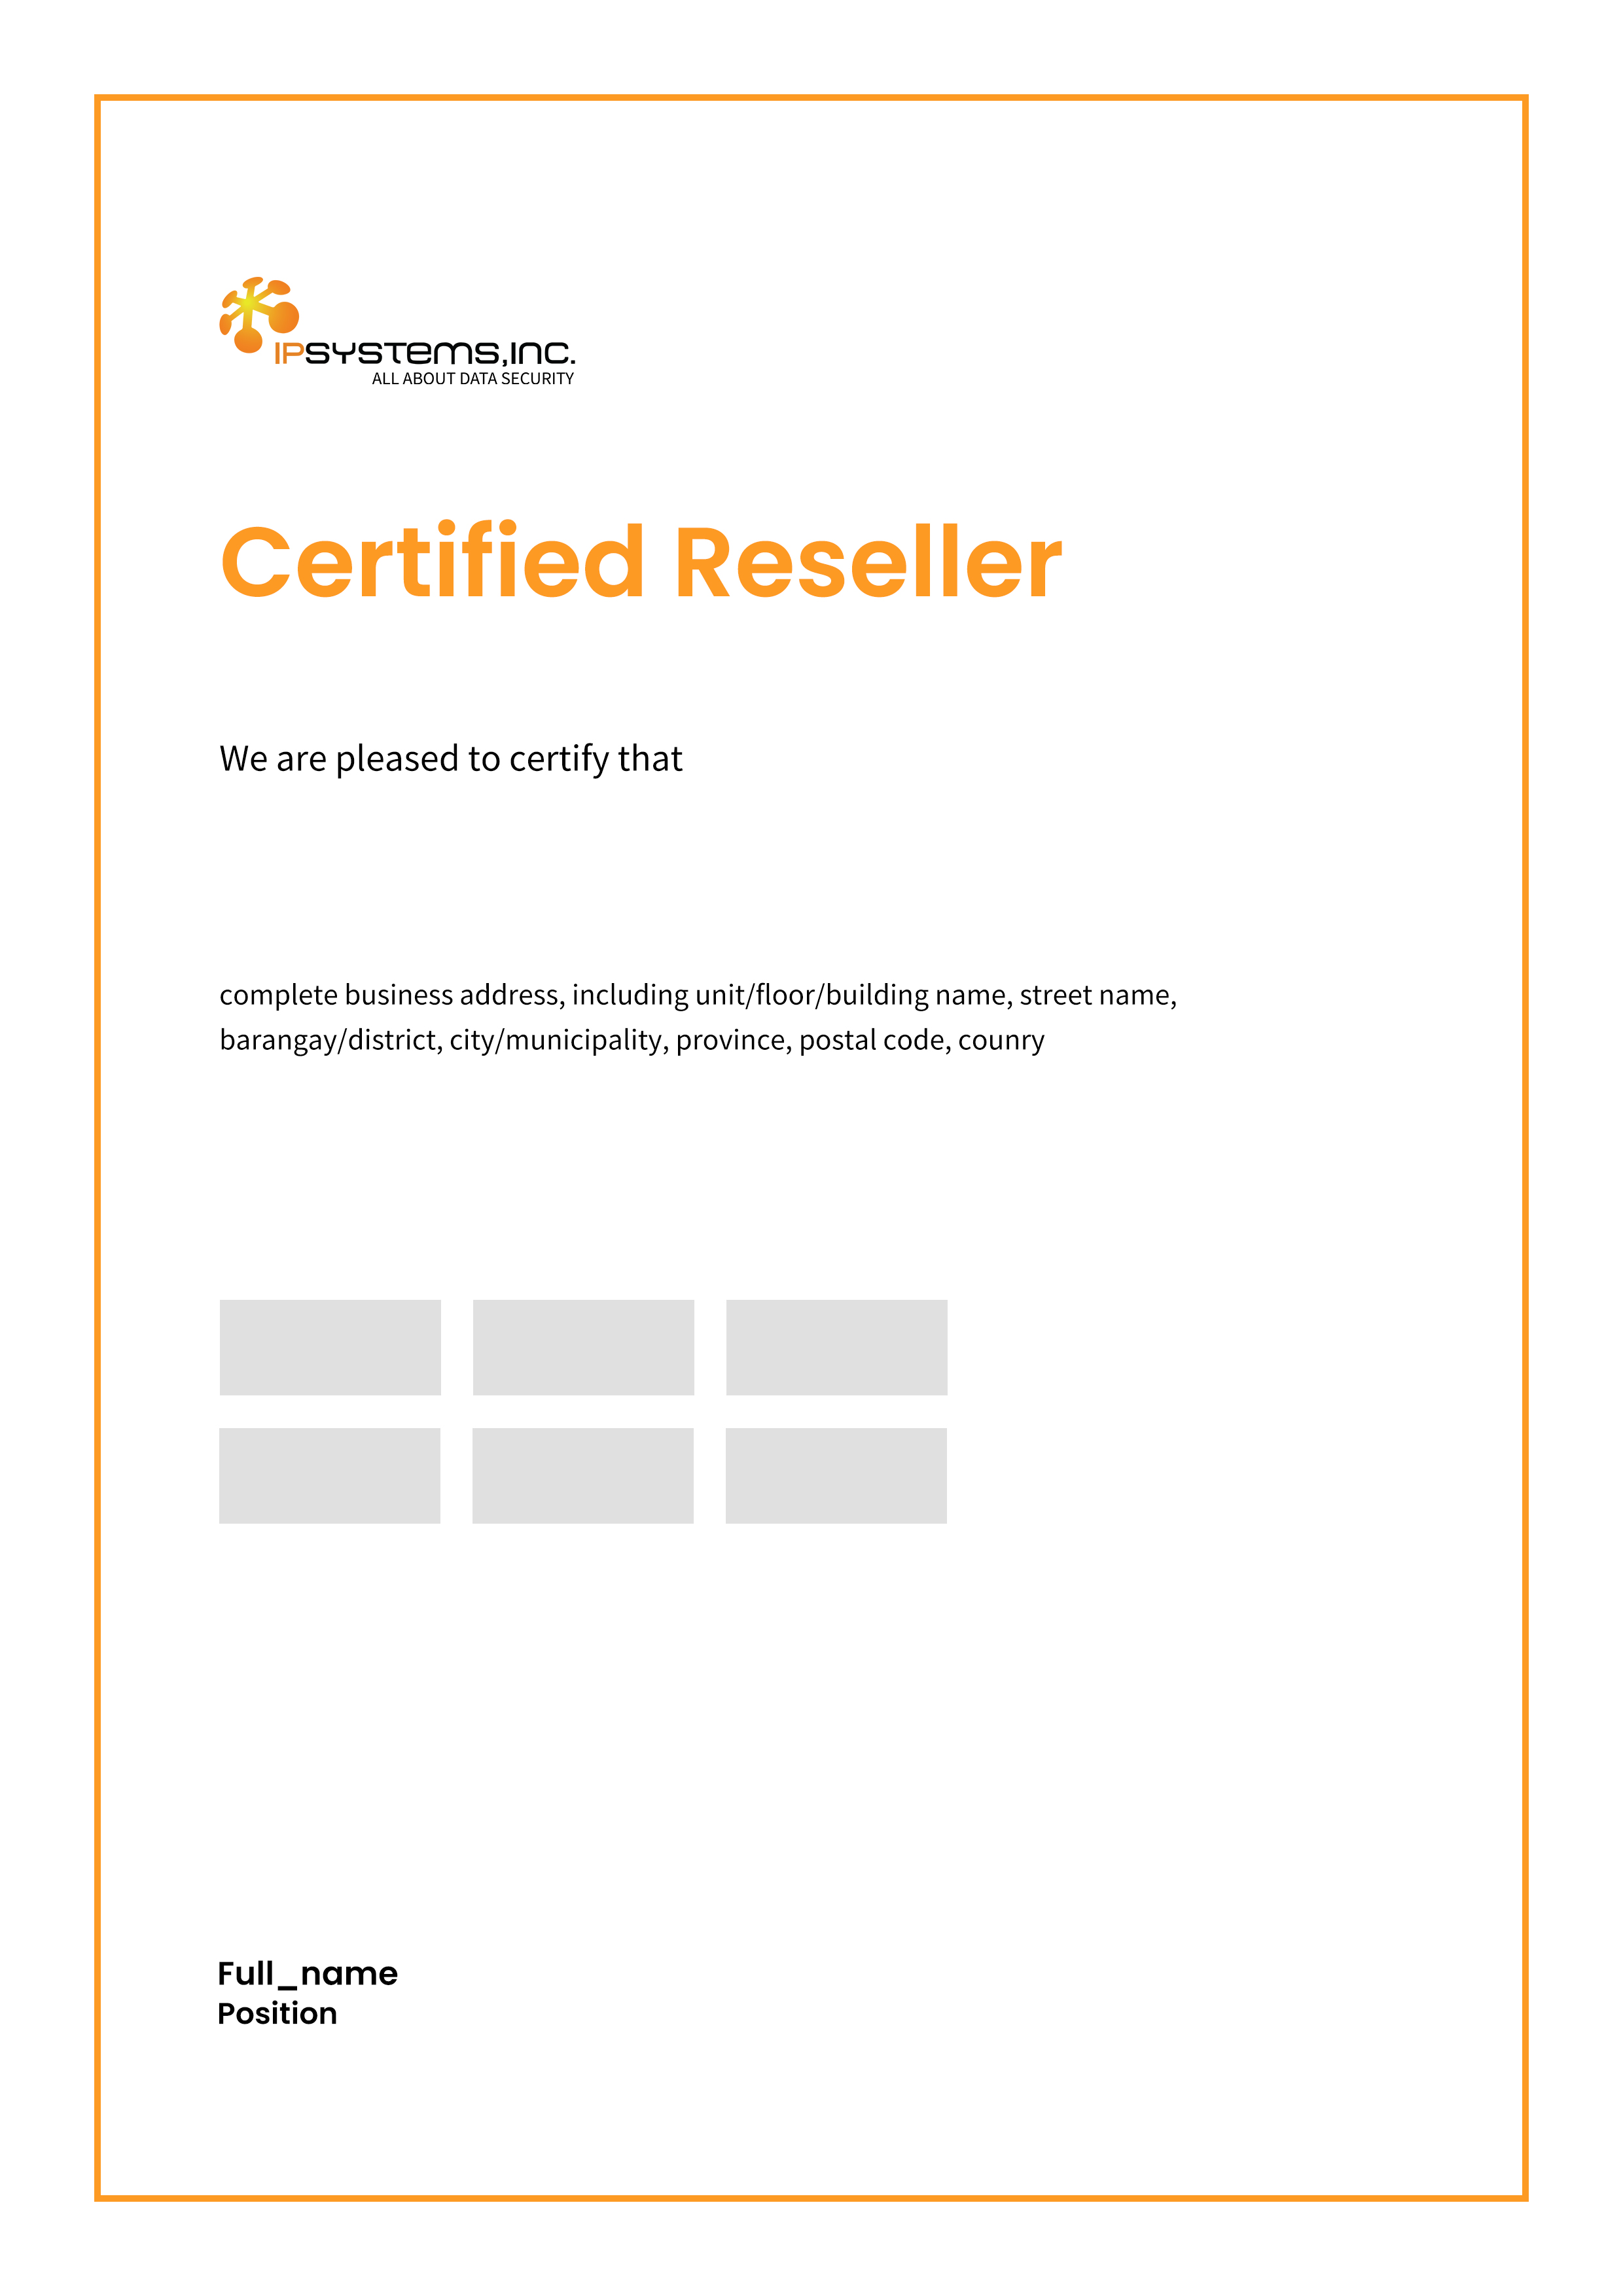 IPSYSTEMS,INC.
ALL ABOUT DATA SECURITY
Certified Reseller
We are pleased to certify that
complete business address, including unit/floor/building name, street name,
barangay/district, city/municipality, province, postal code, counry
Full_name
Position